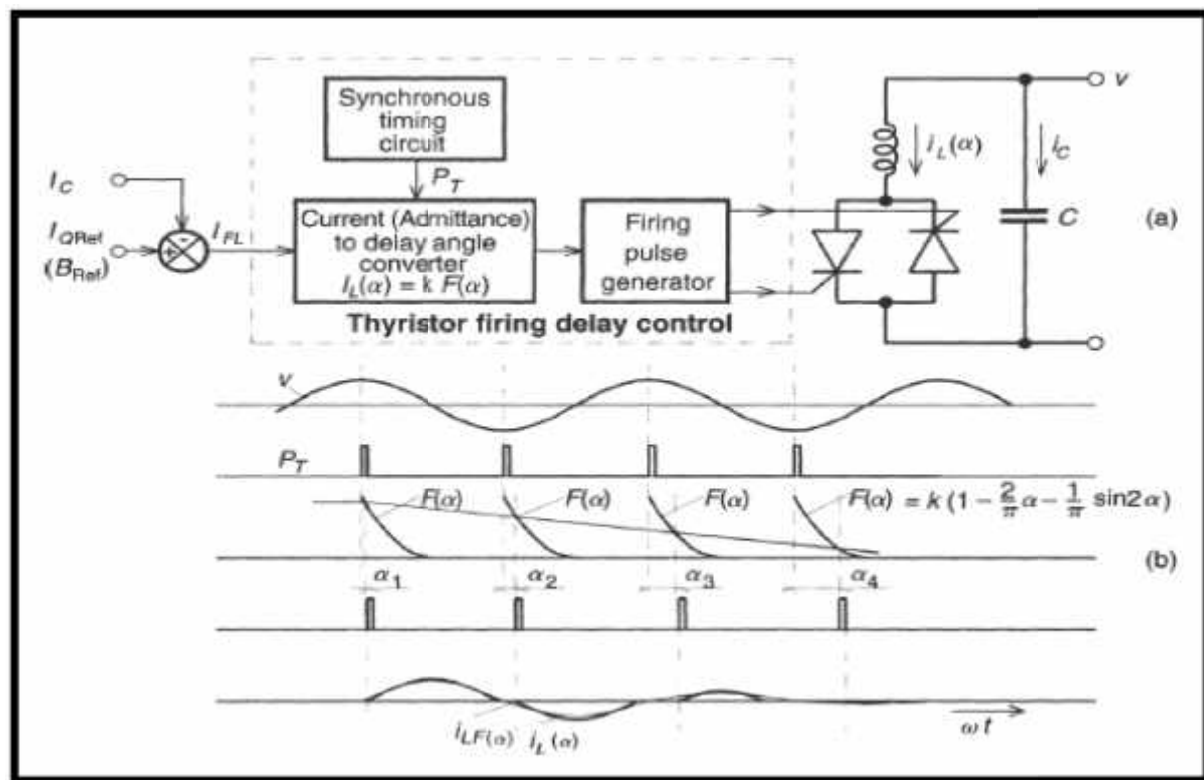 Synchronous
timing
circuit
P_T
I_C
I_QRef
(B_Ref)
-
+
I_FL
Current (Admittance)
to delay angle
converter
I_L(α) = k F(α)
Firing
pulse
generator
Thyristor firing delay control
i_L(α)
i_C
C
v
(a)
v
P_T
F(α)
F(α)
F(α)
F(α) = k (1 - 2/π α - 1/π sin2α)
(b)
α_1
α_2
α_3
α_4
i_LF(α) i_L(α)
ωt